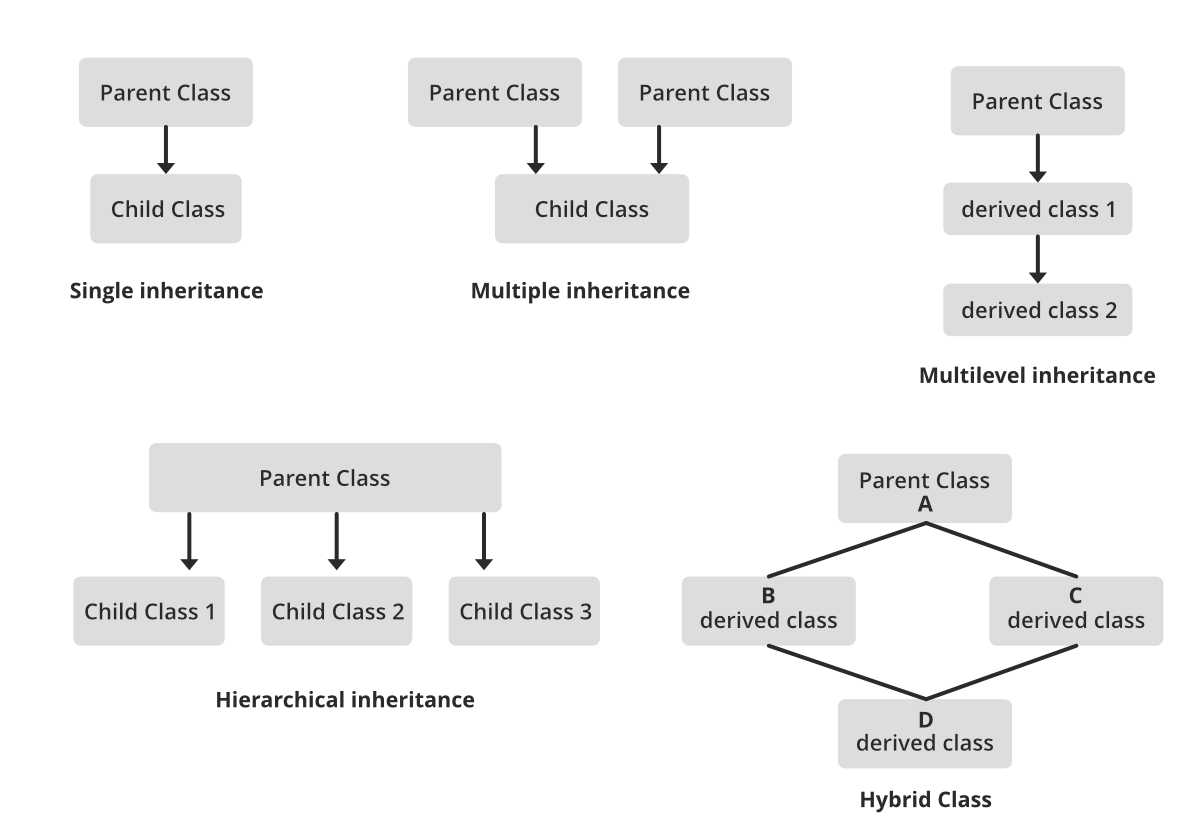 Parent Class
Child Class
Single inheritance
Parent Class
Parent Class
Child Class
Multiple inheritance
Parent Class
derived class 1
derived class 2
Multilevel inheritance
Parent Class
Child Class 1
Child Class 2
Child Class 3
Hierarchical inheritance
Parent Class
A
B
derived class
C
derived class
D
derived class
Hybrid Class